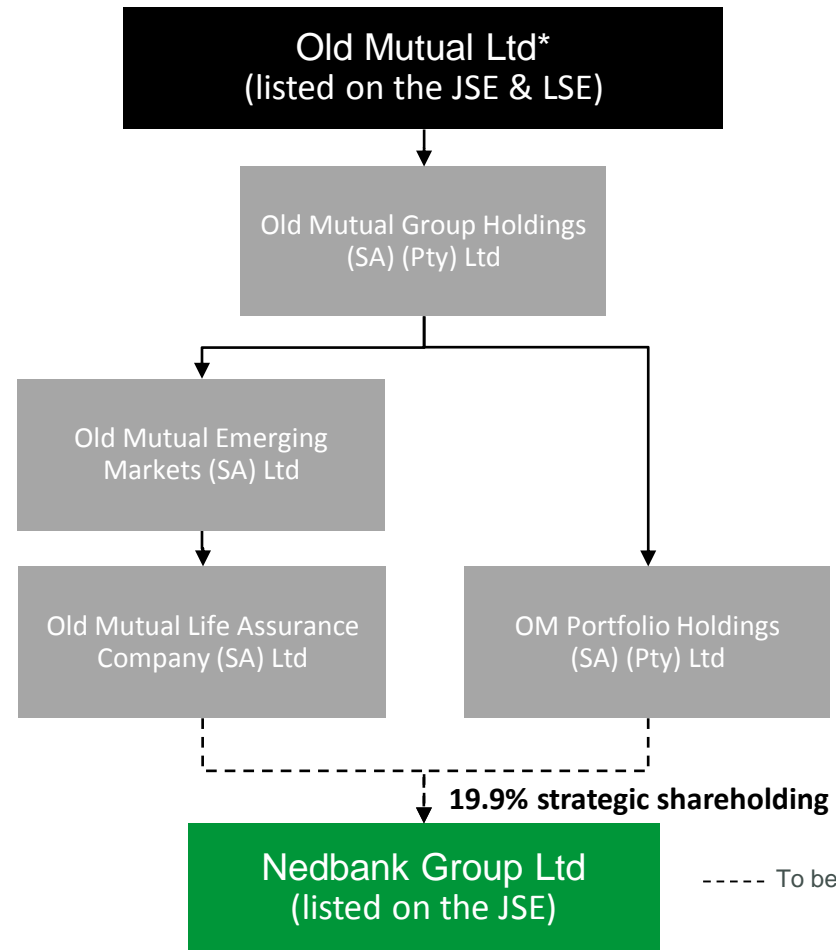 Old Mutual Ltd*
(listed on the JSE & LSE)
Old Mutual Group Holdings
(SA) (Pty) Ltd
Old Mutual Emerging
Markets (SA) Ltd
Old Mutual Life Assurance
Company (SA) Ltd
OM Portfolio Holdings
(SA) (Pty) Ltd
19.9% strategic shareholding
Nedbank Group Ltd
(listed on the JSE)
----- To be